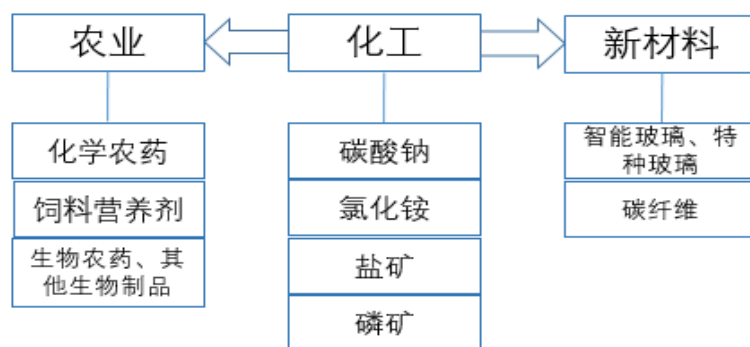 农业
化工
新材料
化学农药
饲料营养剂
生物农药、其
他生物制品
碳酸钠
氯化铵
盐矿
磷矿
智能玻璃、特
种玻璃
碳纤维